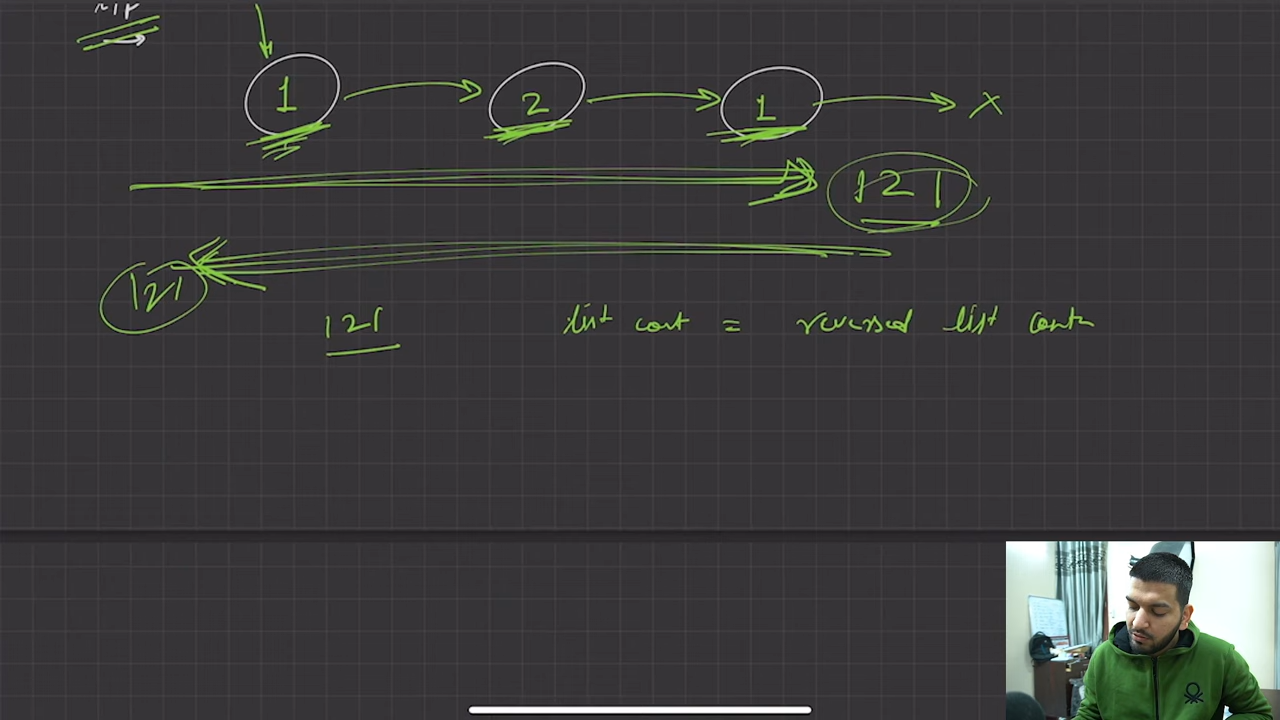 I/P
1 2 1 X
121
121
121 list cont = reversed list conte